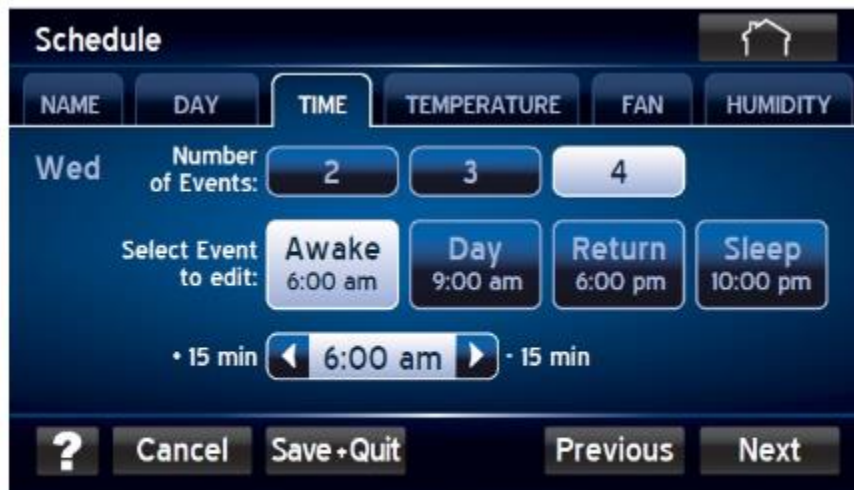 Schedule
NAME DAY TIME TEMPERATURE FAN HUMIDITY
Wed Number of Events: 2 3 4
Select Event to edit:
Awake 6:00 am
Day 9:00 am
Return 6:00 pm
Sleep 10:00 pm
+ 15 min 6:00 am - 15 min
? Cancel Save+Quit Previous Next